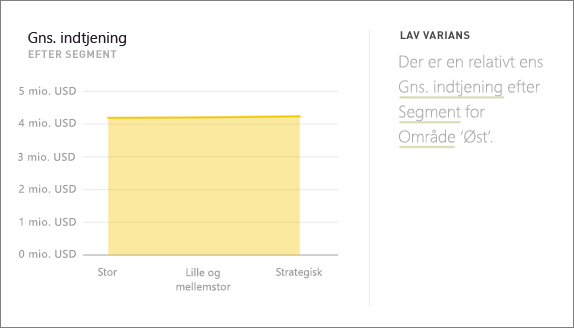 Gns. indtjening
EFTER SEGMENT
5 mio. USD
4 mio. USD
3 mio. USD
2 mio. USD
1 mio. USD
0 mio. USD
Stor
Lille og
mellemstor
Strategisk
LAV VARIANS
Der er en relativt ens
Gns. indtjening efter
Segment for
Område 'Øst'.